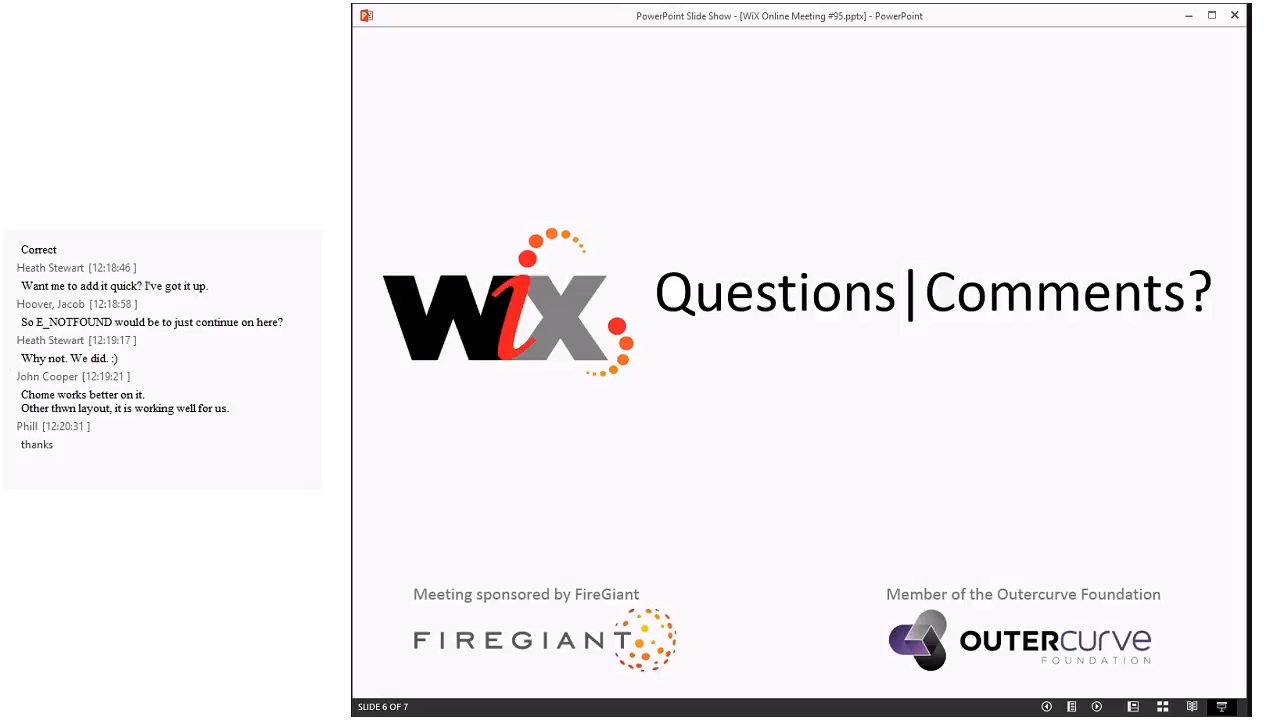 Correct
Heath Stewart [12:18:46 ]
Want me to add it quick? I've got it up.
Hoover, Jacob [12:18:58 ]
So E_NOTFOUND would be to just continue on here?
Heath Stewart [12:19:17 ]
Why not. We did. :)
John Cooper [12:19:21 ]
Chome works better on it.
Other thwn layout, it is working well for us.
Phill [12:20:31 ]
thanks
PowerPoint Slide Show - [WiX Online Meeting #95.pptx] - PowerPoint
WiX
Questions|Comments?
Meeting sponsored by FireGiant
FIREGIANT
Member of the Outercurve Foundation
OUTERCURVE
FOUNDATION
SLIDE 6 OF 7